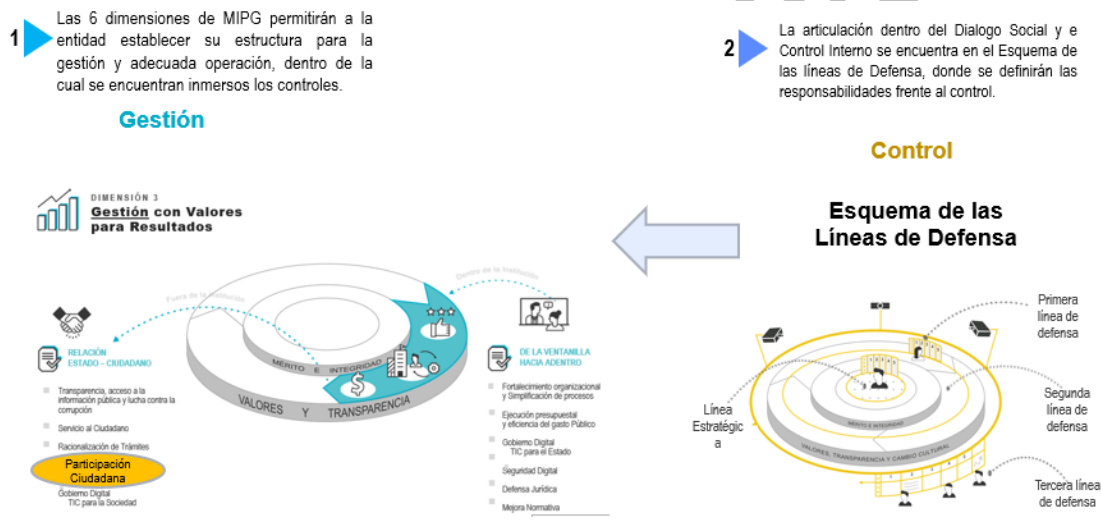 1
Las 6 dimensiones de MIPG permitirán a la
entidad establecer su estructura para la
gestión y adecuada operación, dentro de la
cual se encuentran inmersos los controles.
Gestión
2
La articulación dentro del Dialogo Social y e
Control Interno se encuentra en el Esquema de
las líneas de Defensa, donde se definirán las
responsabilidades frente al control.
Control
DIMENSIÓN 3
Gestión con Valores
para Resultados
Fuera de la Institución
Dentro de la Institución
RELACIÓN
ESTADO – CIUDADANO
Transparencia, acceso a la
información pública y lucha contra la
corrupción
Servicio al Ciudadano
Racionalización de Trámites
Participación
Ciudadana
Gobierno Digital
TIC para la Sociedad
MÉRITO E INTEGRIDAD
VALORES Y TRANSPARENCIA
DE LA VENTANILLA
HACIA ADENTRO
Fortalecimiento organizacional
y Simplificación de procesos
Ejecución presupuestal
y eficiencia del gasto Público
Gobierno Digital
TIC para el Estado
Seguridad Digital
Defensa Jurídica
Mejora Normativa
Esquema de las
Líneas de Defensa
Primera
línea de
defensa
Segunda
línea de
defensa
Tercera línea
de defensa
Línea
Estratégic
a
MÉRITO E INTEGRIDAD
VALORES, TRANSPARENCIA Y CAMBIO CULTURAL